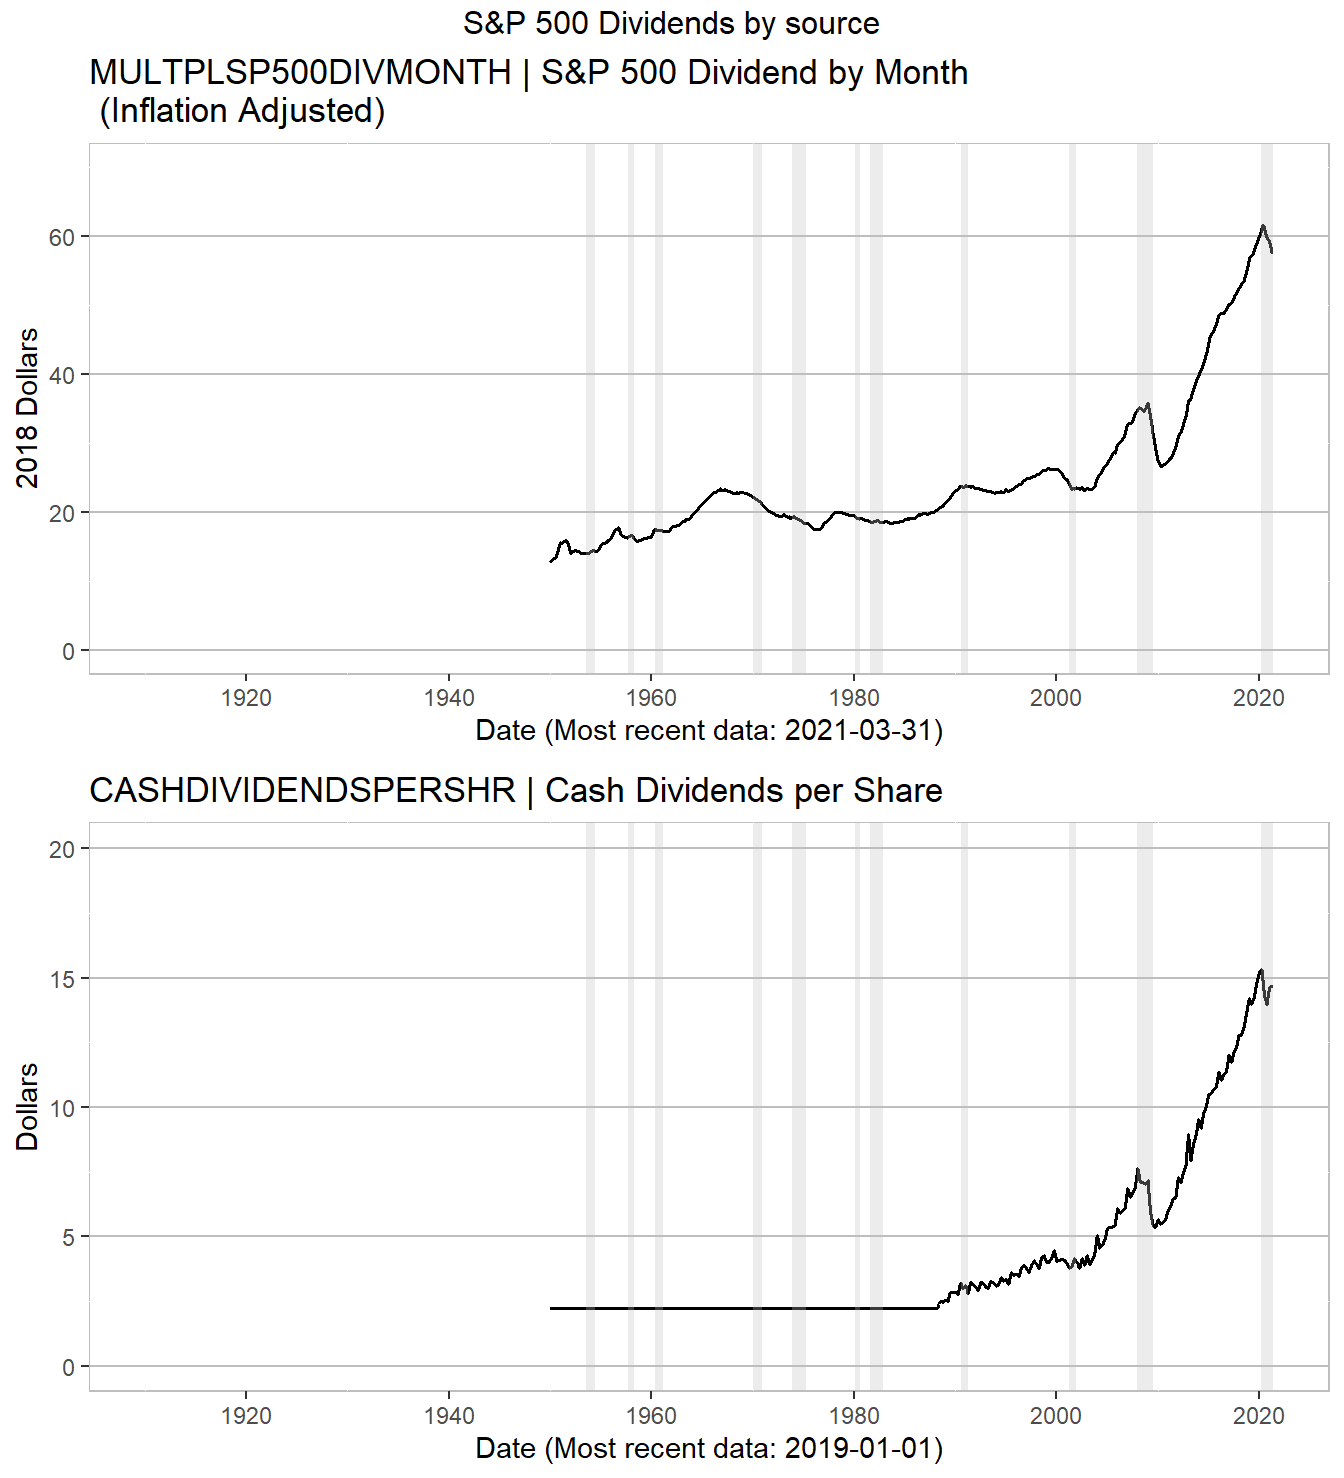 S&P 500 Dividends by source
MULTPLSP500DIVMONTH | S&P 500 Dividend by Month
(Inflation Adjusted)
2018 Dollars
60
40
20
0
1920 1940 1960 1980 2000 2020
Date (Most recent data: 2021-03-31)
CASHDIVIDENDSPERSHR | Cash Dividends per Share
Dollars
20
15
10
5
0
1920 1940 1960 1980 2000 2020
Date (Most recent data: 2019-01-01)